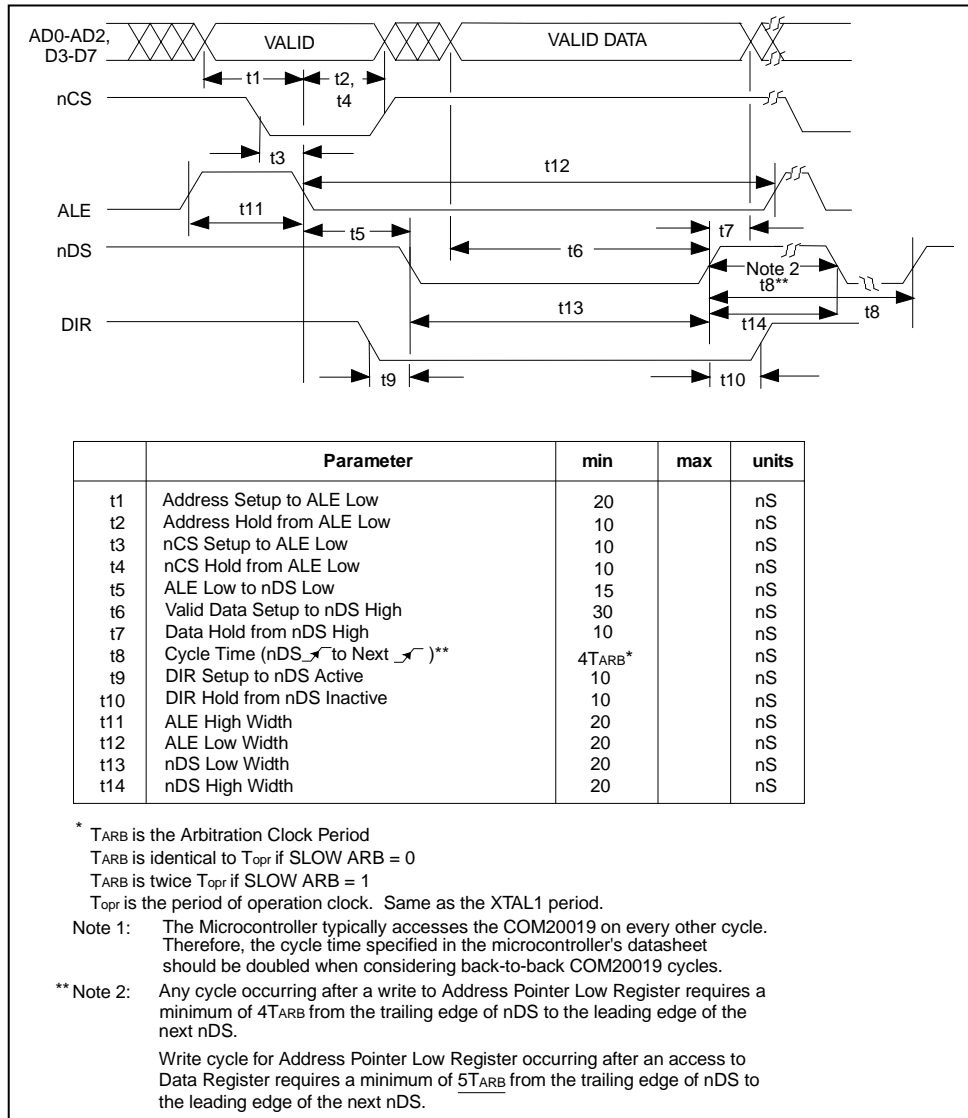 AD0-AD2,
D3-D7
VALID
VALID DATA
t1
t2,
t4
nCS
t3
t12
ALE
t11
t5
t7
nDS
t6
Note 2
t8**
t13
t8
t14
DIR
t9
t10
Parameter min max units
t1 Address Setup to ALE Low 20 nS
t2 Address Hold from ALE Low 10 nS
t3 nCS Setup to ALE Low 10 nS
t4 nCS Hold from ALE Low 10 nS
t5 ALE Low to nDS Low 15 nS
t6 Valid Data Setup to nDS High 30 nS
t7 Data Hold from nDS High 10 nS
t8 Cycle Time (nDS to Next )** 4TARB* nS
t9 DIR Setup to nDS Active 10 nS
t10 DIR Hold from nDS Inactive 10 nS
t11 ALE High Width 20 nS
t12 ALE Low Width 20 nS
t13 nDS Low Width 20 nS
t14 nDS High Width 20 nS
* TARB is the Arbitration Clock Period
TARB is identical to Topr if SLOW ARB = 0
TARB is twice Topr if SLOW ARB = 1
Topr is the period of operation clock. Same as the XTAL1 period.
Note 1: The Microcontroller typically accesses the COM20019 on every other cycle.
Therefore, the cycle time specified in the microcontroller's datasheet
should be doubled when considering back-to-back COM20019 cycles.
** Note 2: Any cycle occurring after a write to Address Pointer Low Register requires a
minimum of 4TARB from the trailing edge of nDS to the leading edge of the
next nDS.
Write cycle for Address Pointer Low Register occurring after an access to
Data Register requires a minimum of 5TARB from the trailing edge of nDS to
the leading edge of the next nDS.